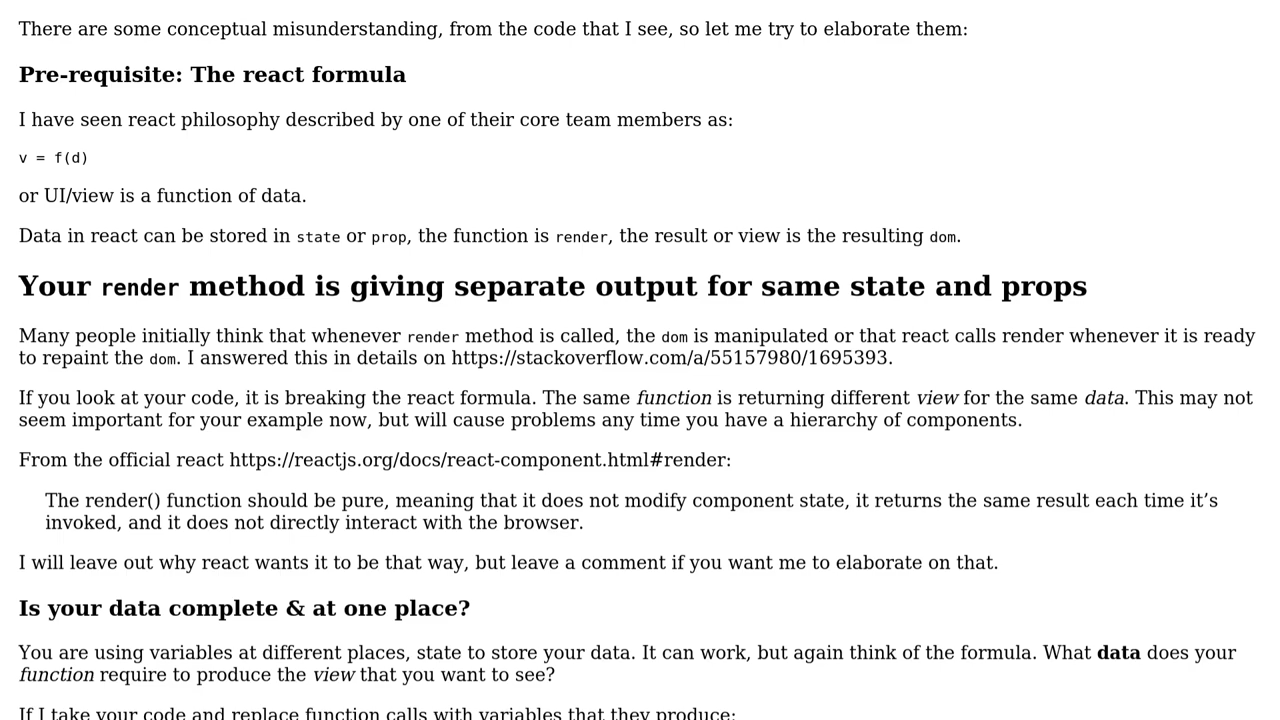 There are some conceptual misunderstanding, from the code that I see, so let me try to elaborate them:
Pre-requisite: The react formula
I have seen react philosophy described by one of their core team members as:
v = f(d)
or UI/view is a function of data.
Data in react can be stored in state or prop, the function is render, the result or view is the resulting dom.
Your render method is giving separate output for same state and props
Many people initially think that whenever render method is called, the dom is manipulated or that react calls render whenever it is ready
to repaint the dom. I answered this in details on https://stackoverflow.com/a/55157980/1695393.
If you look at your code, it is breaking the react formula. The same function is returning different view for the same data. This may not
seem important for your example now, but will cause problems any time you have a hierarchy of components.
From the official react https://reactjs.org/docs/react-component.html#render:
The render() function should be pure, meaning that it does not modify component state, it returns the same result each time it’s
invoked, and it does not directly interact with the browser.
I will leave out why react wants it to be that way, but leave a comment if you want me to elaborate on that.
Is your data complete & at one place?
You are using variables at different places, state to store your data. It can work, but again think of the formula. What data does your
function require to produce the view that you want to see?
If I take your code and replace function calls with variables that they produce: